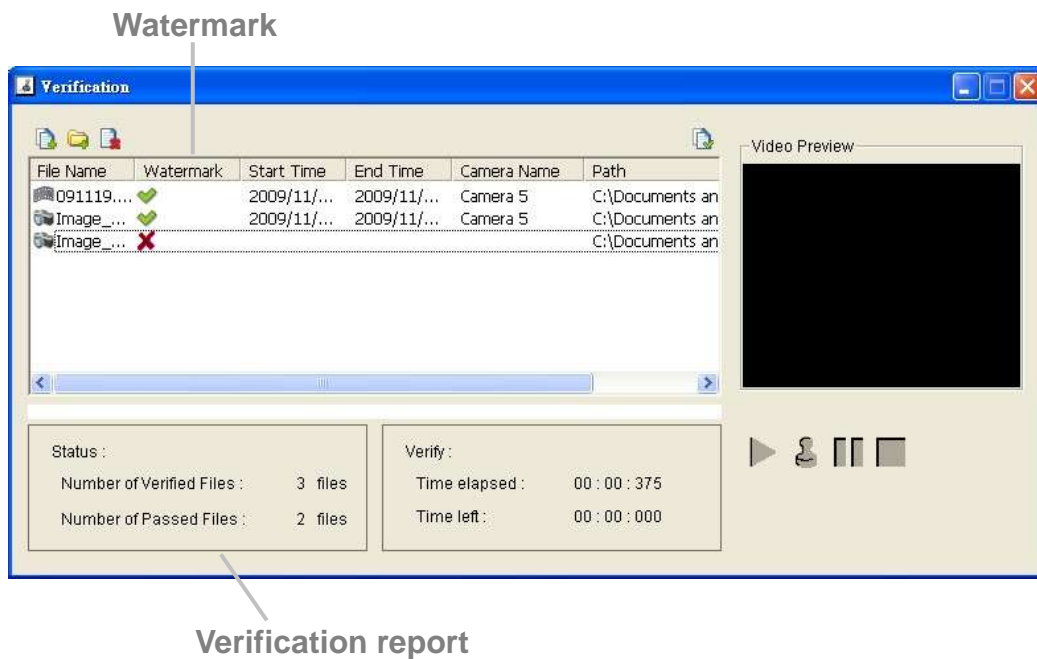 Watermark
Verification
Video Preview
File Name Watermark Start Time End Time Camera Name Path
091119.... 2009/11/... 2009/11/... Camera 5 C:\Documents an
Image_... 2009/11/... 2009/11/... Camera 5 C:\Documents an
Image_... C:\Documents an
Status :
Number of Verified Files : 3 files
Number of Passed Files : 2 files
Verify :
Time elapsed : 00 : 00 : 375
Time left : 00 : 00 : 000
Verification report